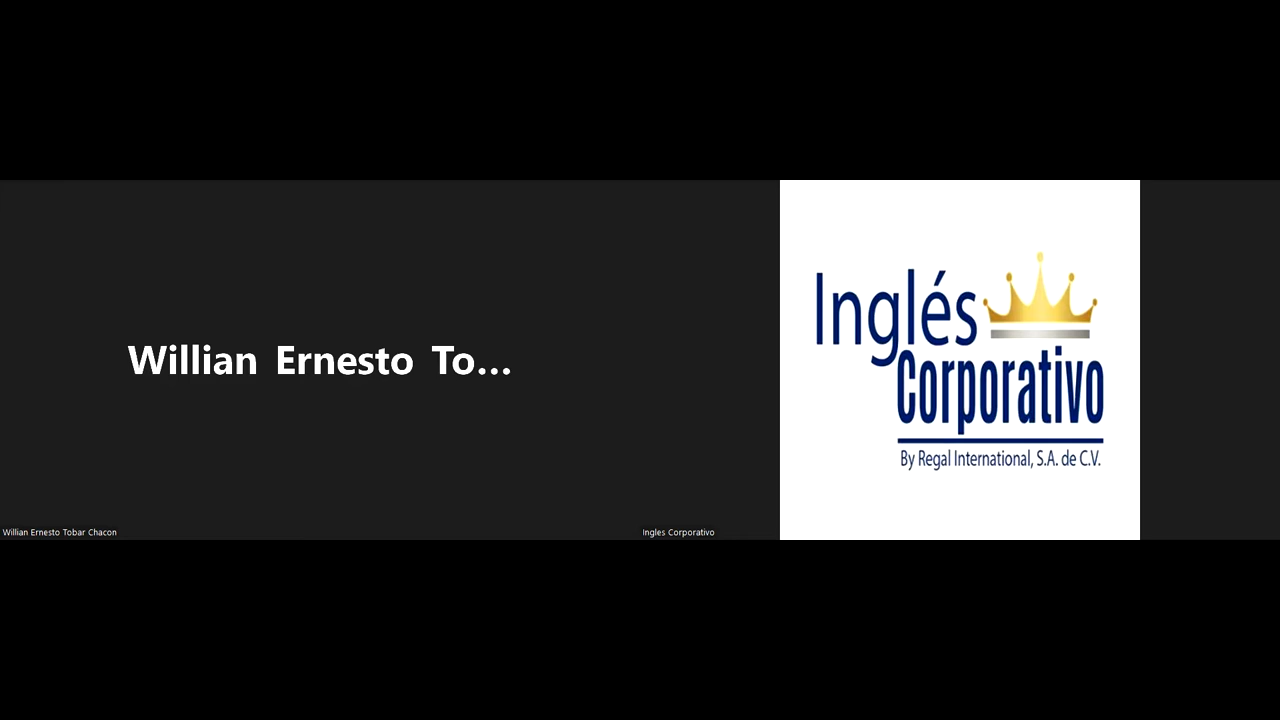 Willian Ernesto To...
Willian Ernesto Tobar Chacon
Inglés
Corporativo
By Regal International, S.A. de C.V.
Ingles Corporativo